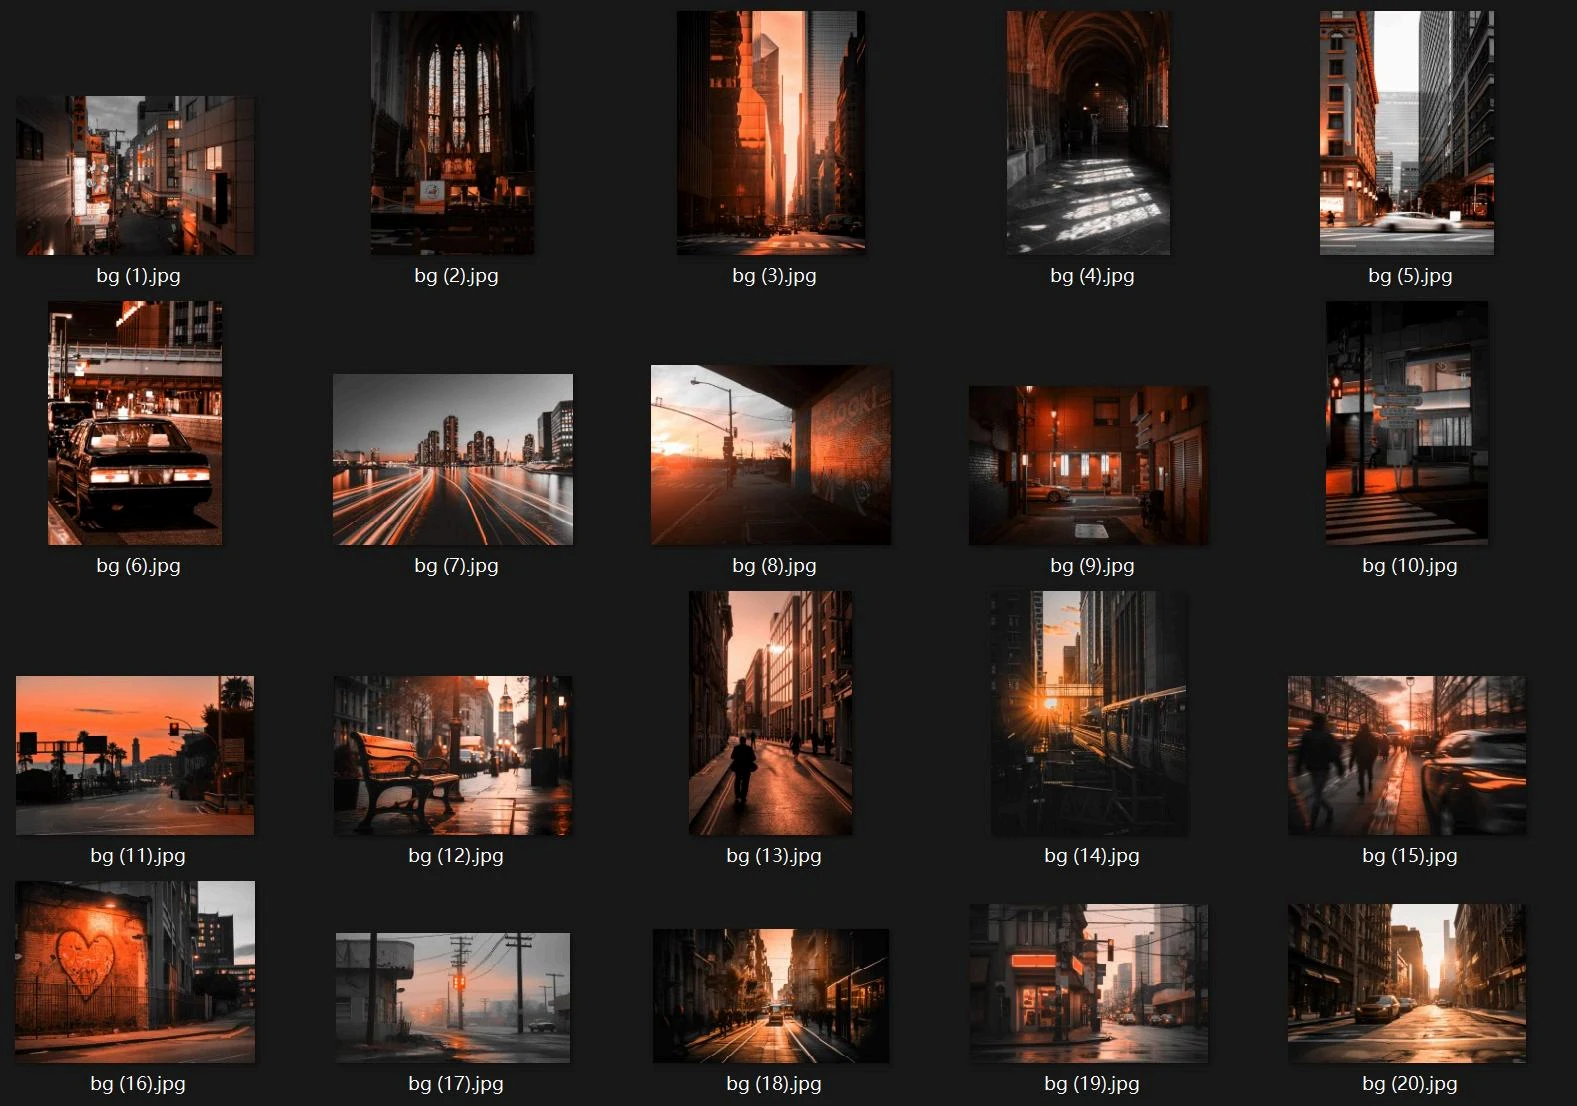 bg (1).jpg
bg (2).jpg
bg (3).jpg
bg (4).jpg
bg (5).jpg
bg (6).jpg
bg (7).jpg
bg (8).jpg
bg (9).jpg
bg (10).jpg
bg (11).jpg
bg (12).jpg
bg (13).jpg
bg (14).jpg
bg (15).jpg
bg (16).jpg
bg (17).jpg
bg (18).jpg
bg (19).jpg
bg (20).jpg